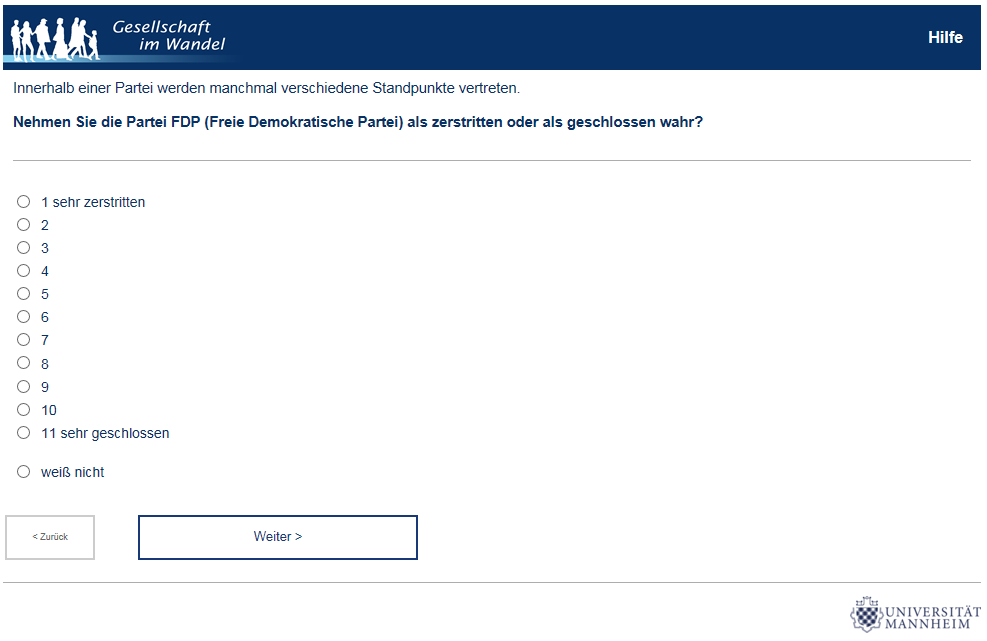 Gesellschaft
im Wandel
Hilfe
Innerhalb einer Partei werden manchmal verschiedene Standpunkte vertreten.
Nehmen Sie die Partei FDP (Freie Demokratische Partei) als zerstritten oder als geschlossen wahr?
1 sehr zerstritten
2
3
4
5
6
7
8
9
10
11 sehr geschlossen
weiß nicht
< Zurück
Weiter >
UNIVERSITÄT
MANNHEIM